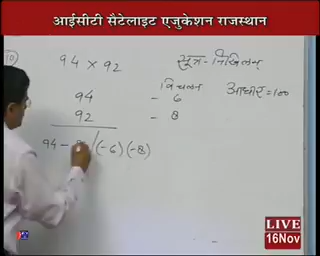 आईसीटी सैटेलाइट एजुकेशन राजस्थान
94 × 92
सूत्र-निखिलम्
विचलन
आधार = 100
94 - 6
92 - 8
94 - / (-6) (-8)
LIVE
16Nov